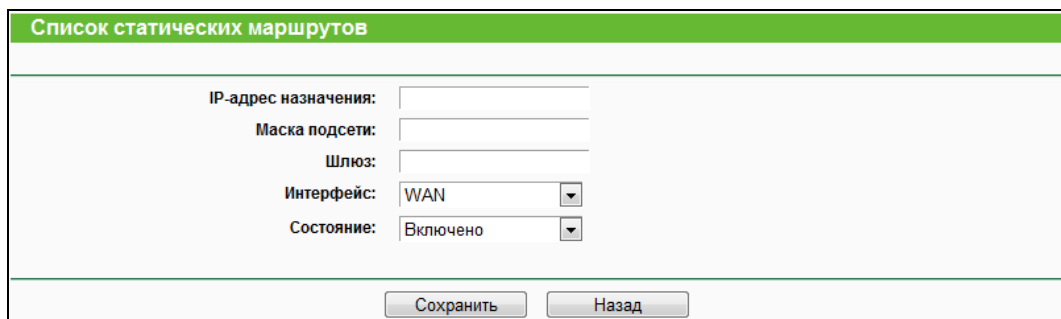 Список статических маршрутов
IP-адрес назначения:
Маска подсети:
Шлюз:
Интерфейс: WAN
Состояние: Включено
Сохранить Назад